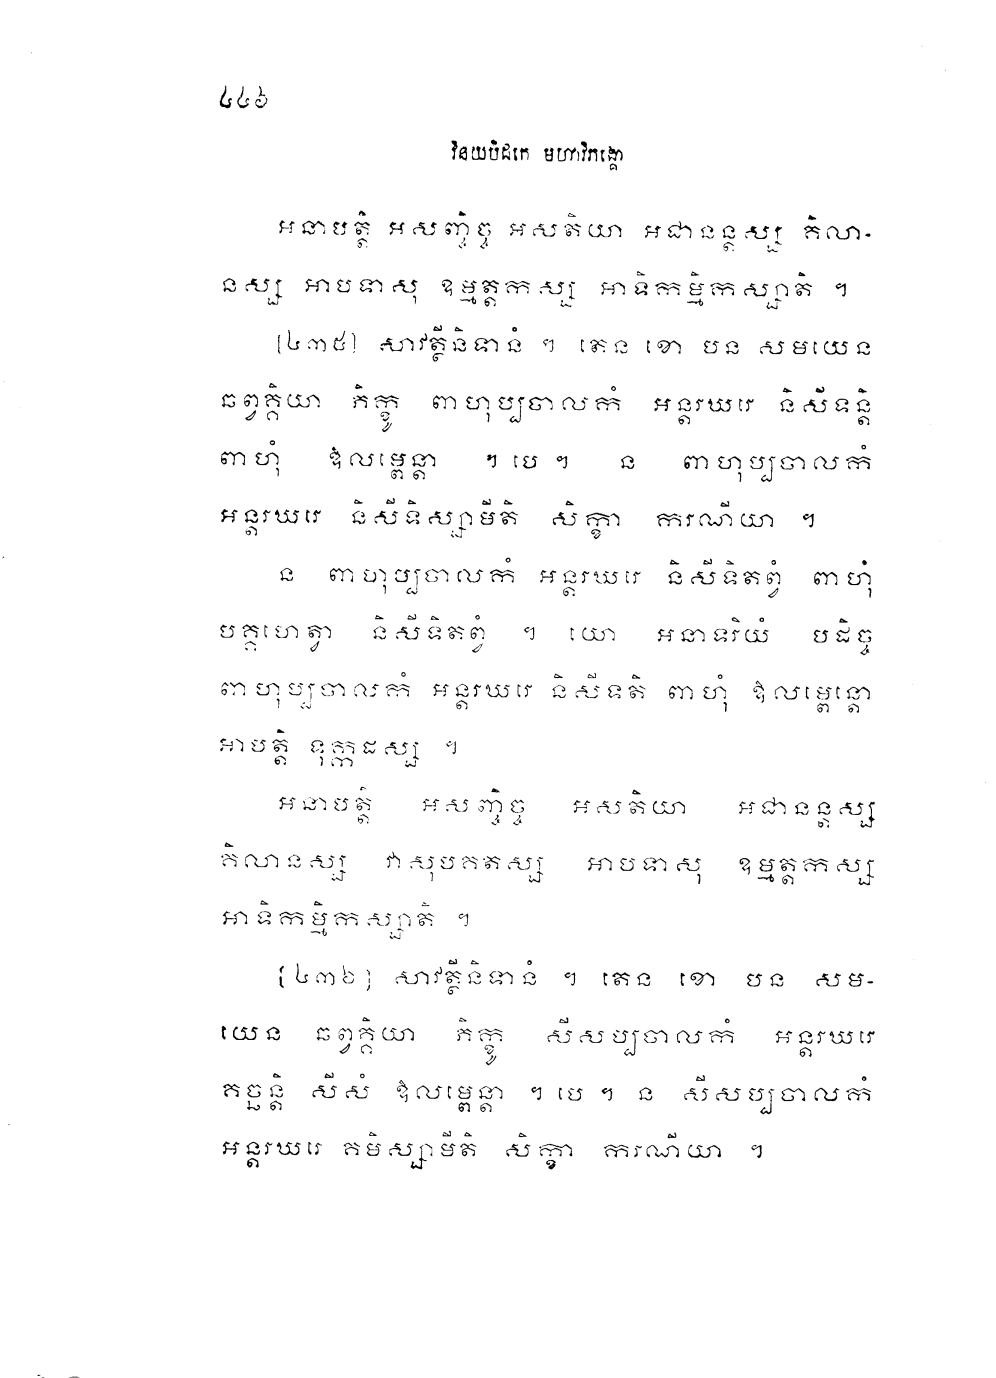 ៤៤៦
វិនយបិដកេ មហាវិភង្គោ
អនាបត្តិ អសញ្ចិច្ច អសតិយា អជានន្តស្ស គិលា-
នស្ស អាបទាសុ ឧម្មត្តកស្ស អាទិកម្មិកស្សាតិ ។
[៤៣៥] សាវត្ថីនិទានំ ។ តេន ខោ បន សមយេន
ឆព្វគ្គិយា ភិក្ខូ ពាហុប្បចាលកំ អន្តរឃរេ និសីទន្តិ
ពាហុំ ឱលម្ពេន្តា ។ បេ ។ ន ពាហុប្បចាលកំ
អន្តរឃរេ និសីទិស្សាមីតិ សិក្ខា ករណីយា ។
ន ពាហុប្បចាលកំ អន្តរឃរេ និសីទិតព្វំ ពាហុំ
បគ្គហេត្វា និសីទិតព្វំ ។ យោ អនាទរិយំ បដិច្ច
ពាហុប្បចាលកំ អន្តរឃរេ និសីទតិ ពាហុំ ឱលម្ពេន្តោ
អាបត្តិ ទុក្កដស្ស ។
អនាបត្តិ អសញ្ចិច្ច អសតិយា អជានន្តស្ស
គិលានស្ស វាសុបគតស្ស អាបទាសុ ឧម្មត្តកស្ស
អាទិកម្មិកស្សាតិ ។
[៤៣៦] សាវត្ថីនិទានំ ។ តេន ខោ បន សម-
យេន ឆព្វគ្គិយា ភិក្ខូ សីសប្បចាលកំ អន្តរឃរេ
គច្ឆន្តិ សីសំ ឱលម្ពេន្តា ។ បេ ។ ន សីសប្បចាលកំ
អន្តរឃរេ គមិស្សាមីតិ សិក្ខា ករណីយា ។